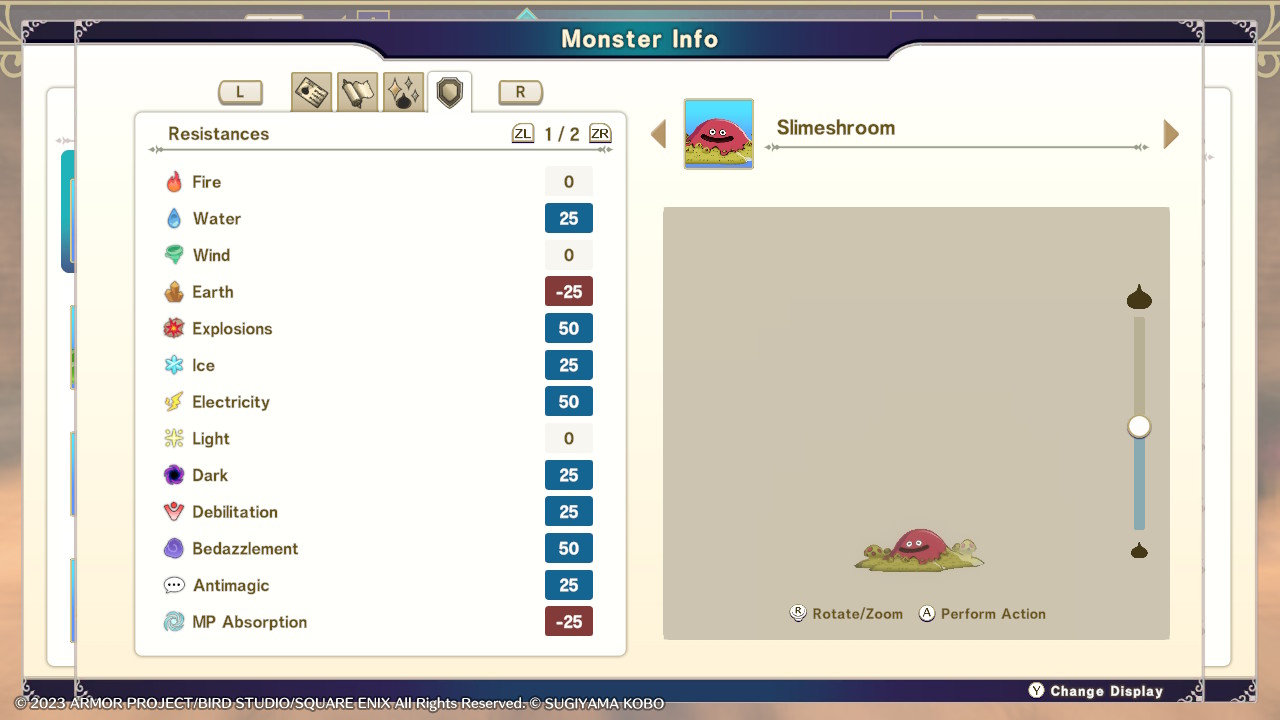 Monster Info
L
R
Resistances
ZL 1 / 2 ZR
Fire 0
Water 25
Wind 0
Earth -25
Explosions 50
Ice 25
Electricity 50
Light 0
Dark 25
Debilitation 25
Bedazzlement 50
Antimagic 25
MP Absorption -25
Slimeshroom
R Rotate/Zoom A Perform Action
Y Change Display
© 2023 ARMOR PROJECT/BIRD STUDIO/SQUARE ENIX All Rights Reserved. © SUGIYAMA KOBO